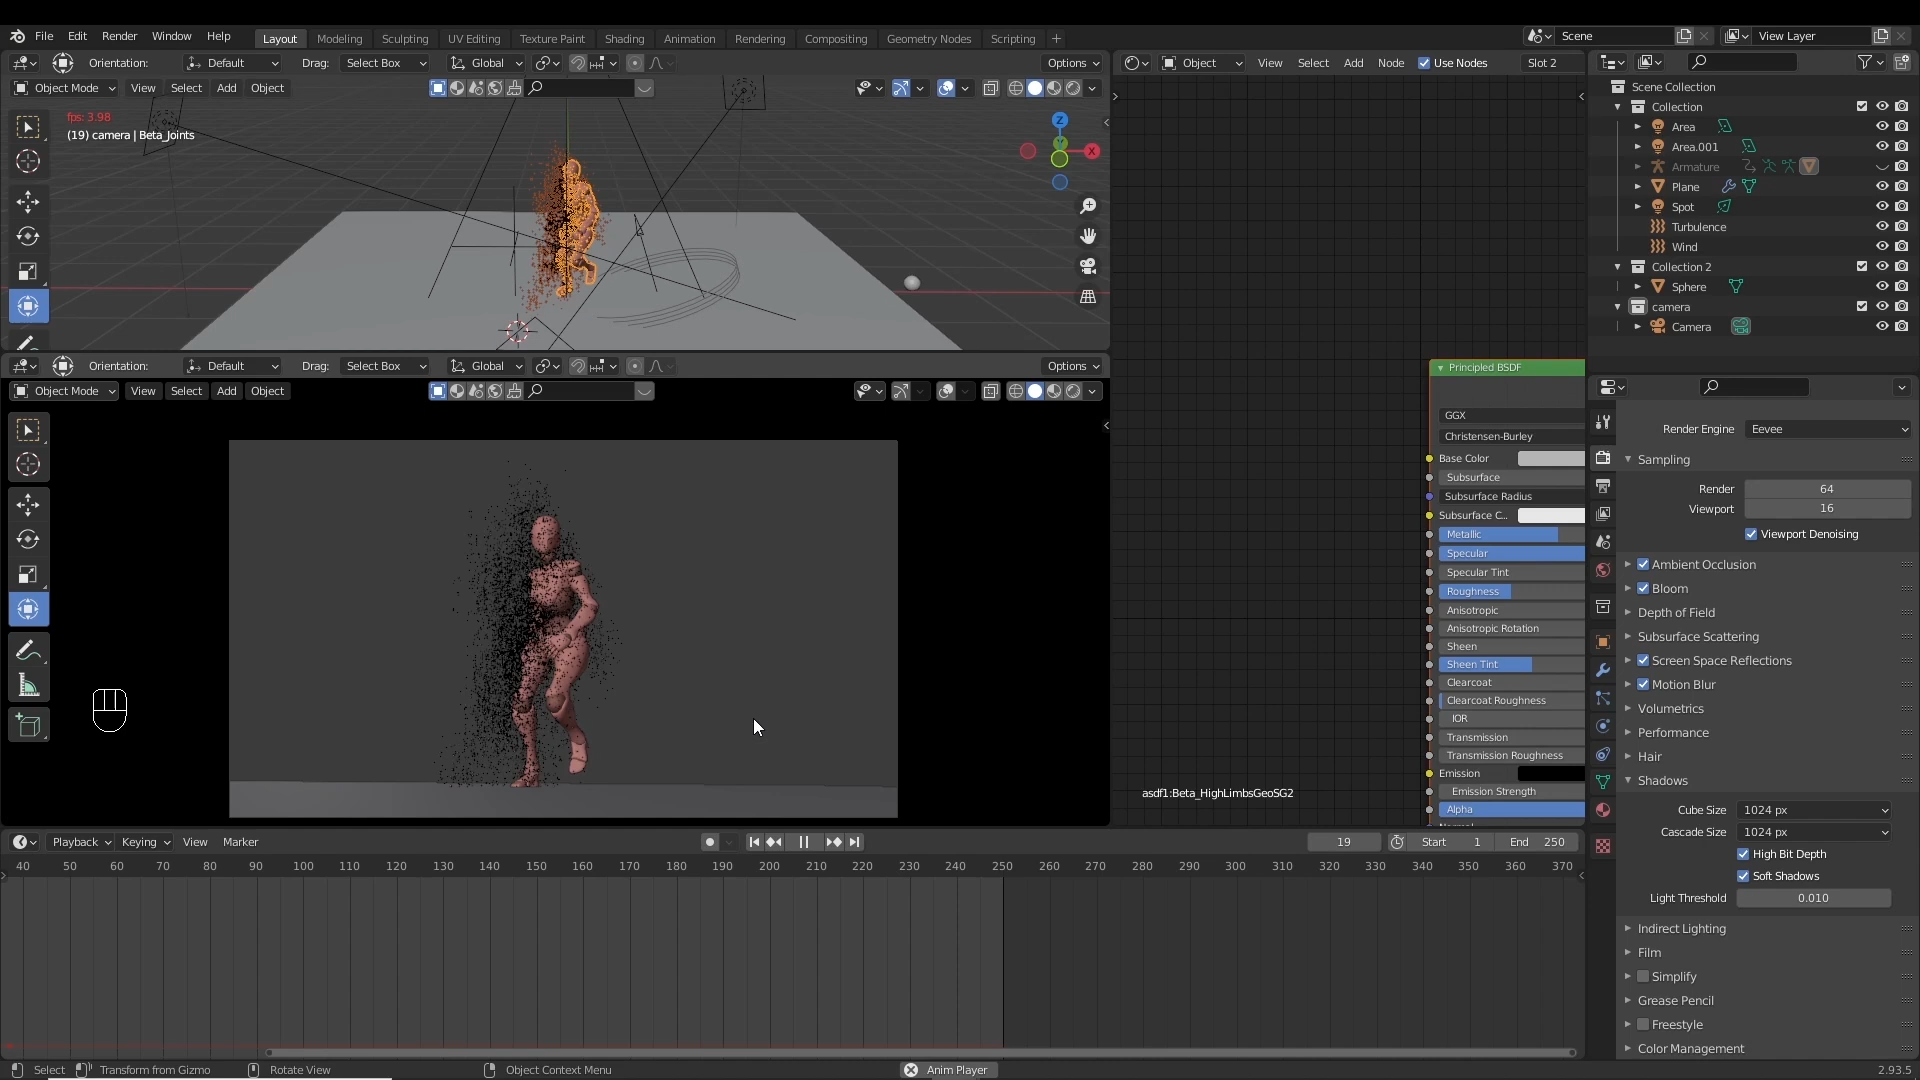 File Edit Render Window Help Layout Modeling Sculpting UV Editing Texture Paint Shading Animation Rendering Compositing Geometry Nodes Scripting + Scene View Layer
Orientation: Default Drag: Select Box Global Options Object View Select Add Node Use Nodes Slot 2
Object Mode View Select Add Object
fps: 3.98
(19) camera | Beta_Joints
Z
X
Scene Collection
Collection
Area
Area.001
Armature
Plane
Spot
Turbulence
Wind
Collection 2
Sphere
camera
Camera
Orientation: Default Drag: Select Box Global Options
Object Mode View Select Add Object
Principled BSDF
GGX
Christensen-Burley
Base Color
Subsurface
Subsurface Radius
Subsurface C..
Metallic
Specular
Specular Tint
Roughness
Anisotropic
Anisotropic Rotation
Sheen
Sheen Tint
Clearcoat
Clearcoat Roughness
IOR
Transmission
Transmission Roughness
Emission
Emission Strength
Alpha
asdf1:Beta_HighLimbsGeoSG2
Render Engine Eevee
Sampling
Render 64
Viewport 16
Viewport Denoising
Ambient Occlusion
Bloom
Depth of Field
Subsurface Scattering
Screen Space Reflections
Motion Blur
Volumetrics
Performance
Hair
Shadows
Cube Size 1024 px
Cascade Size 1024 px
High Bit Depth
Soft Shadows
Light Threshold 0.010
Indirect Lighting
Film
Simplify
Grease Pencil
Freestyle
Color Management
Playback Keying View Marker 19 Start 1 End 250
40 50 60 70 80 90 100 110 120 130 140 150 160 170 180 190 200 210 220 230 240 250 260 270 280 290 300 310 320 330 340 350 360 370
Select Transform from Gizmo Rotate View Object Context Menu Anim Player 2.93.5